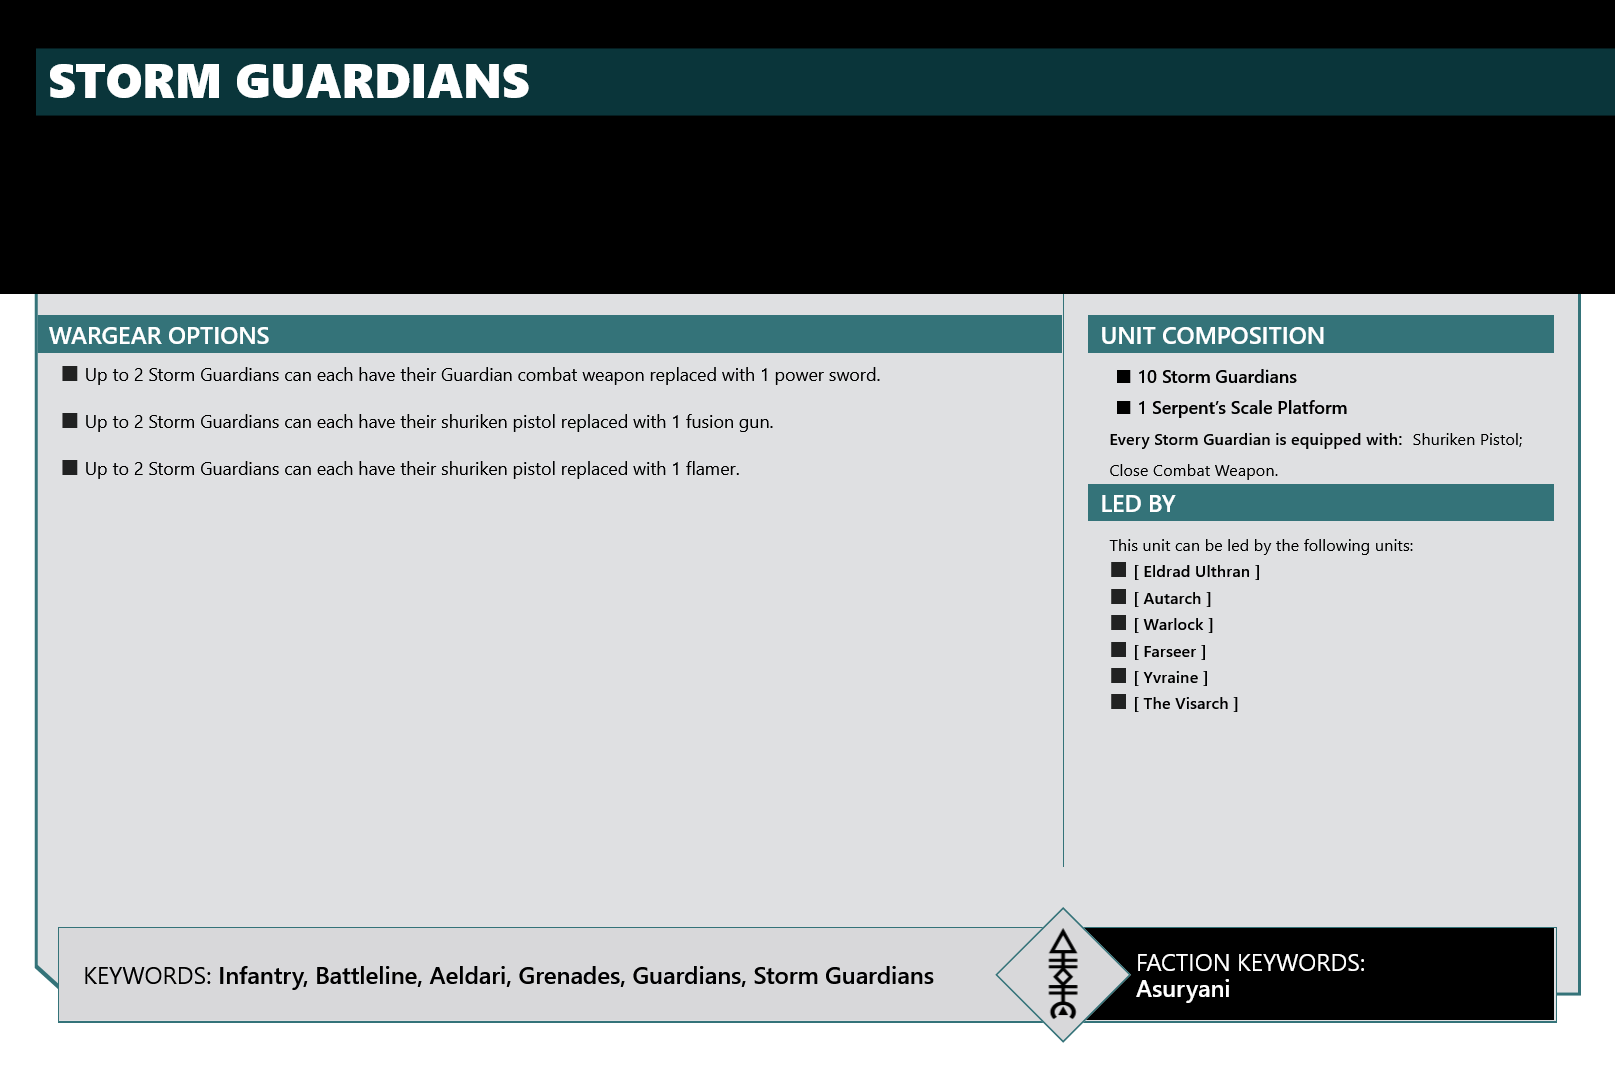 STORM GUARDIANS
WARGEAR OPTIONS
■ Up to 2 Storm Guardians can each have their Guardian combat weapon replaced with 1 power sword.
■ Up to 2 Storm Guardians can each have their shuriken pistol replaced with 1 fusion gun.
■ Up to 2 Storm Guardians can each have their shuriken pistol replaced with 1 flamer.
UNIT COMPOSITION
■ 10 Storm Guardians
■ 1 Serpent’s Scale Platform
Every Storm Guardian is equipped with: Shuriken Pistol;
Close Combat Weapon.
LED BY
This unit can be led by the following units:
■ [ Eldrad Ulthran ]
■ [ Autarch ]
■ [ Warlock ]
■ [ Farseer ]
■ [ Yvraine ]
■ [ The Visarch ]
KEYWORDS: Infantry, Battleline, Aeldari, Grenades, Guardians, Storm Guardians
FACTION KEYWORDS:
Asuryani